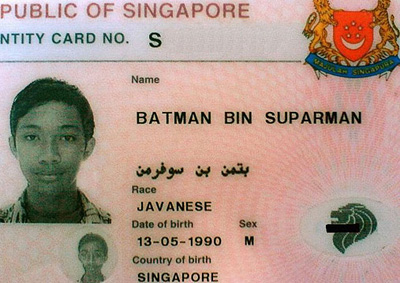 PUBLIC OF SINGAPORE
NTITY CARD NO. S
MAJULAH SINGAPURA
Name
BATMAN BIN SUPARMAN
بتمن بن سوفرمن
Race
JAVANESE
Date of birth Sex
13-05-1990 M
Country of birth
SINGAPORE